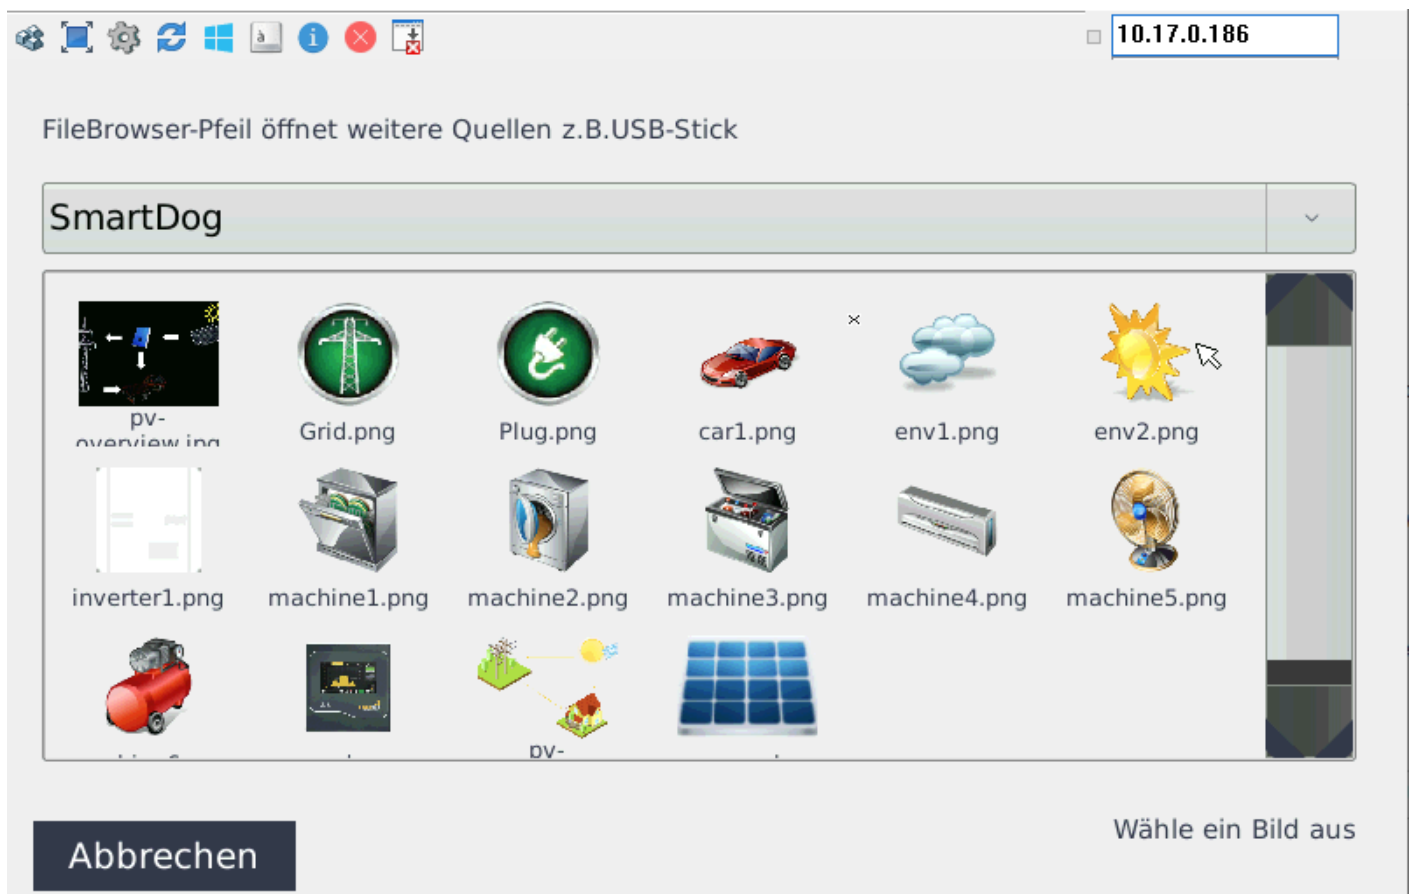 10.17.0.186
FileBrowser-Pfeil öffnet weitere Quellen z.B.USB-Stick
SmartDog
pv-
overview.jpg
Grid.png
Plug.png
car1.png
env1.png
env2.png
inverter1.png
machine1.png
machine2.png
machine3.png
machine4.png
machine5.png
pv-
Wähle ein Bild aus
Abbrechen